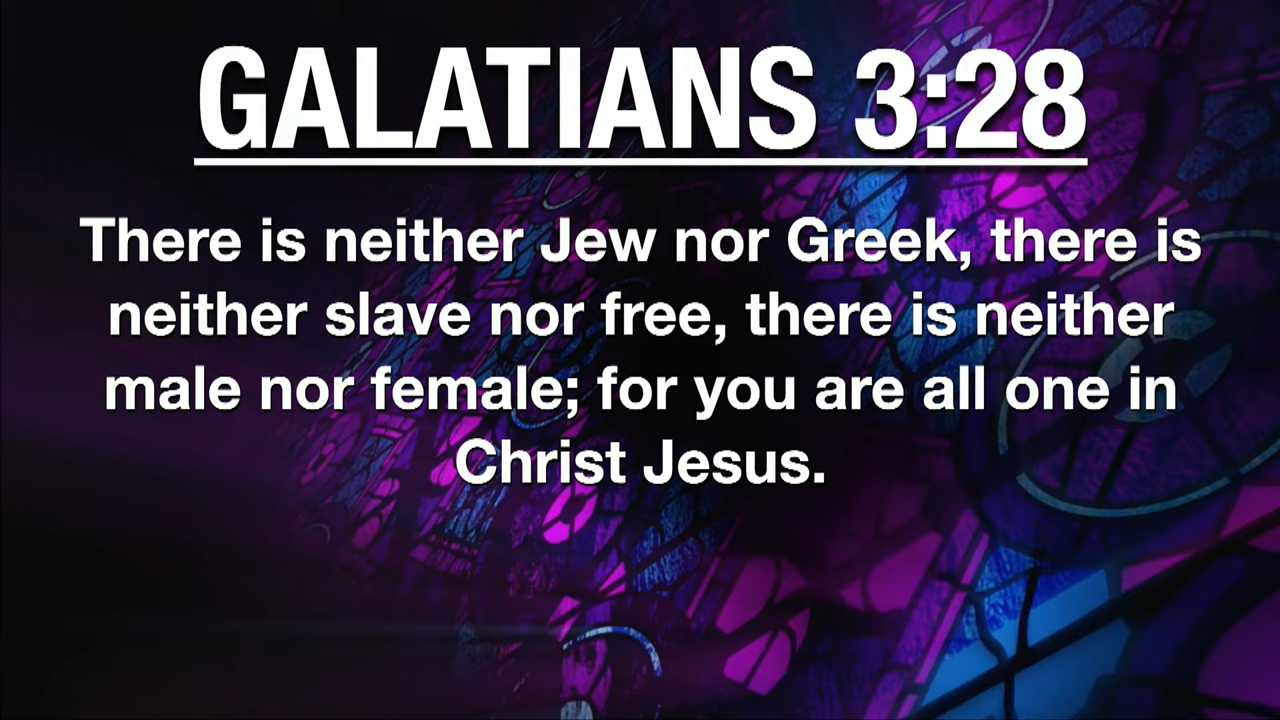 GALATIANS 3:28
There is neither Jew nor Greek, there is
neither slave nor free, there is neither
male nor female; for you are all one in
Christ Jesus.